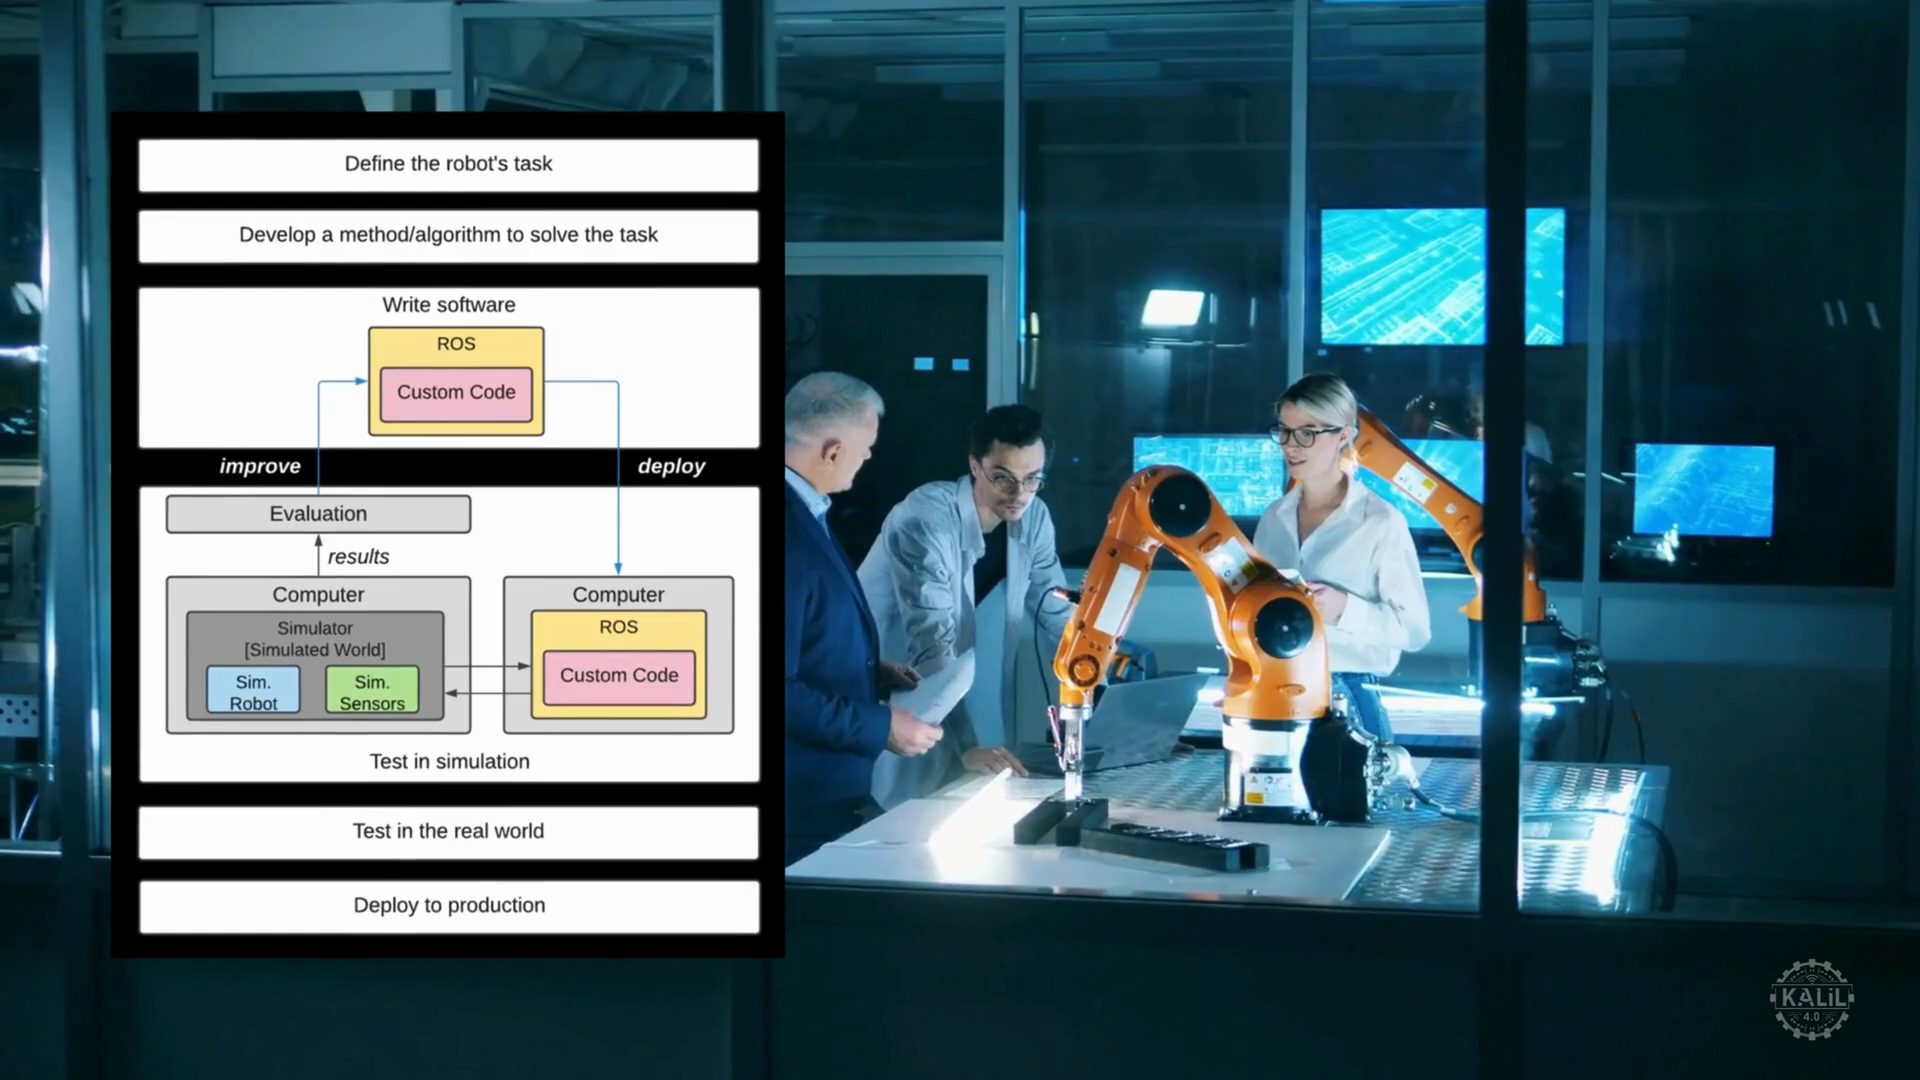 Define the robot's task
Develop a method/algorithm to solve the task
Write software
ROS
Custom Code
improve
deploy
Evaluation
results
Computer
Simulator
[Simulated World]
Sim.
Robot
Sim.
Sensors
Computer
ROS
Custom Code
Test in simulation
Test in the real world
Deploy to production
KALiL
4.0